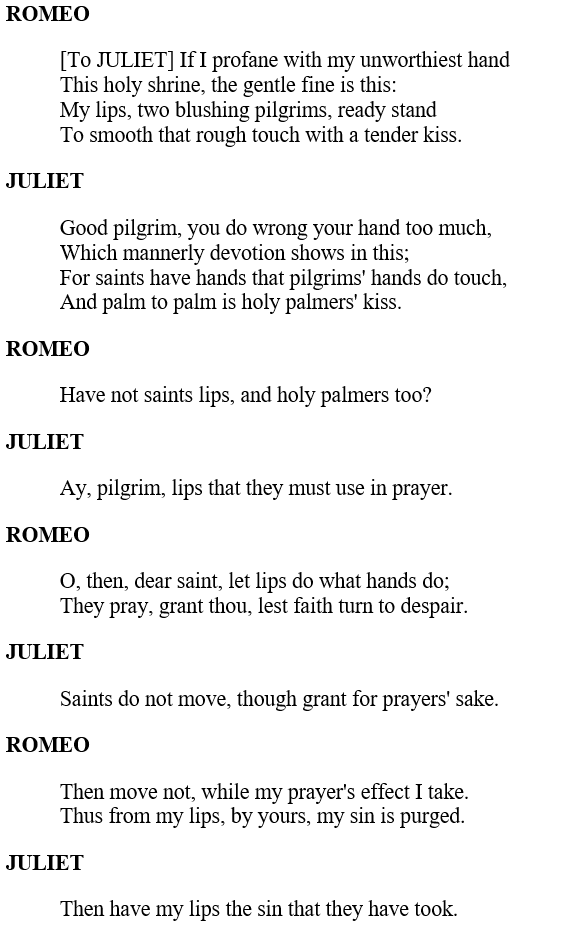 ROMEO
[To JULIET] If I profane with my unworthiest hand
This holy shrine, the gentle fine is this:
My lips, two blushing pilgrims, ready stand
To smooth that rough touch with a tender kiss.
JULIET
Good pilgrim, you do wrong your hand too much,
Which mannerly devotion shows in this;
For saints have hands that pilgrims' hands do touch,
And palm to palm is holy palmers' kiss.
ROMEO
Have not saints lips, and holy palmers too?
JULIET
Ay, pilgrim, lips that they must use in prayer.
ROMEO
O, then, dear saint, let lips do what hands do;
They pray, grant thou, lest faith turn to despair.
JULIET
Saints do not move, though grant for prayers' sake.
ROMEO
Then move not, while my prayer's effect I take.
Thus from my lips, by yours, my sin is purged.
JULIET
Then have my lips the sin that they have took.